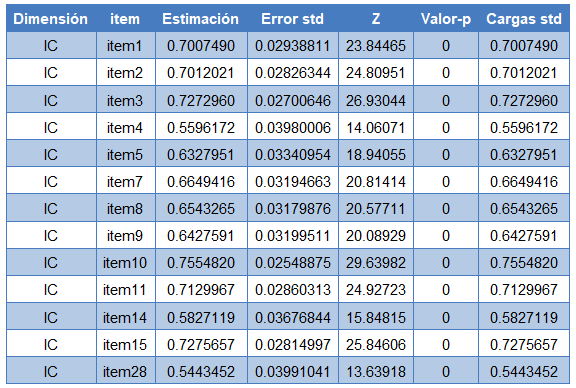 Dimensión item Estimación Error std Z Valor-p Cargas std
IC item1 0.7007490 0.02938811 23.84465 0 0.7007490
IC item2 0.7012021 0.02826344 24.80951 0 0.7012021
IC item3 0.7272960 0.02700646 26.93044 0 0.7272960
IC item4 0.5596172 0.03980006 14.06071 0 0.5596172
IC item5 0.6327951 0.03340954 18.94055 0 0.6327951
IC item7 0.6649416 0.03194663 20.81414 0 0.6649416
IC item8 0.6543265 0.03179876 20.57711 0 0.6543265
IC item9 0.6427591 0.03199511 20.08929 0 0.6427591
IC item10 0.7554820 0.02548875 29.63982 0 0.7554820
IC item11 0.7129967 0.02860313 24.92723 0 0.7129967
IC item14 0.5827119 0.03676844 15.84815 0 0.5827119
IC item15 0.7275657 0.02814997 25.84606 0 0.7275657
IC item28 0.5443452 0.03991041 13.63918 0 0.5443452